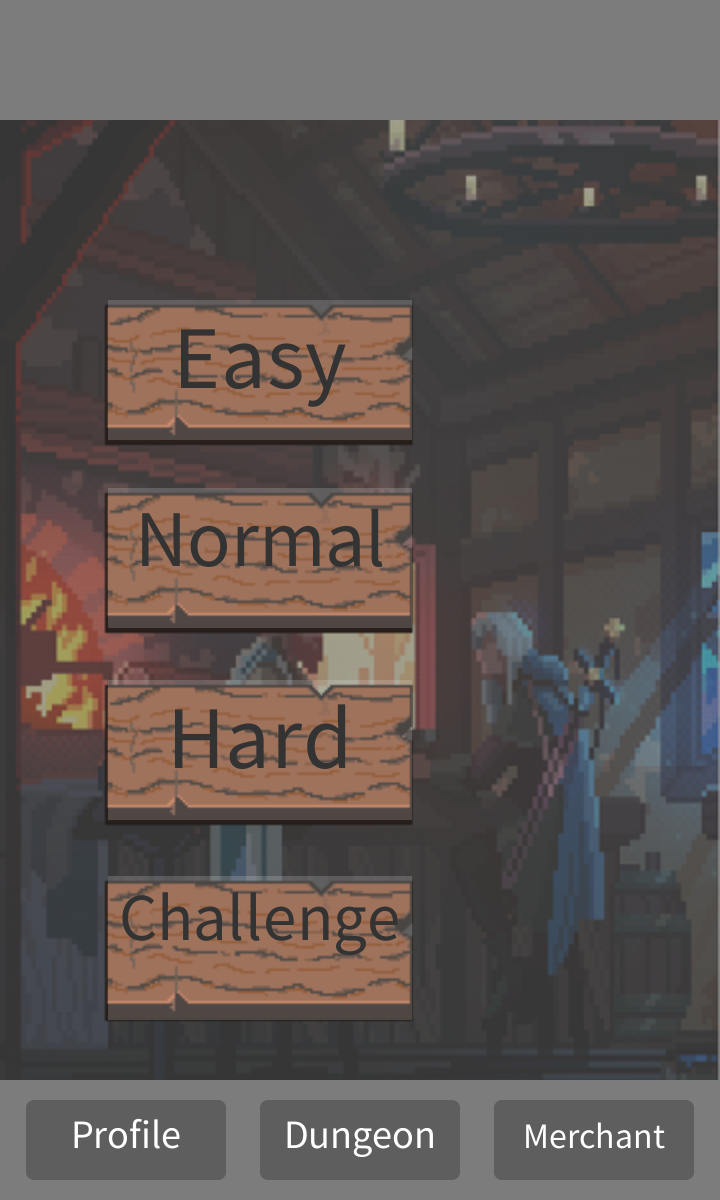 Easy
Normal
Hard
Challenge
Profile
Dungeon
Merchant